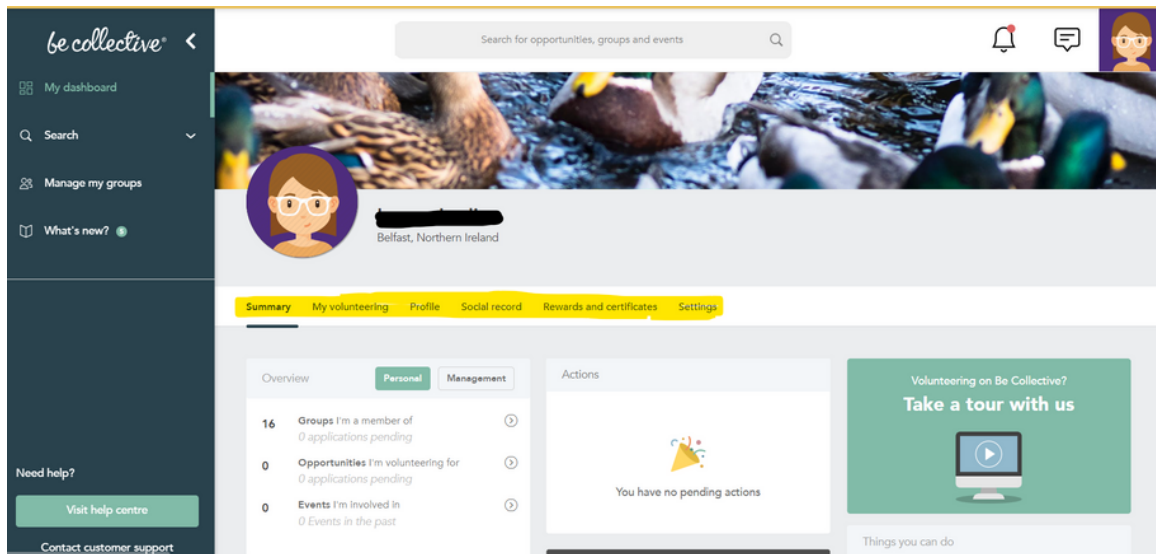 be collective
Search for opportunities, groups and events
My dashboard
Search
Manage my groups
What's new? 5
Belfast, Northern Ireland
Summary My volunteering Profile Social record Rewards and certificates Settings
Overview Personal Management
16 Groups I'm a member of
0 applications pending
0 Opportunities I'm volunteering for
0 applications pending
0 Events I'm Involved In
0 Events in the past
Actions
You have no pending actions
Volunteering on Be Collective?
Take a tour with us
Things you can do
Need help?
Visit help centre
Contact customer support